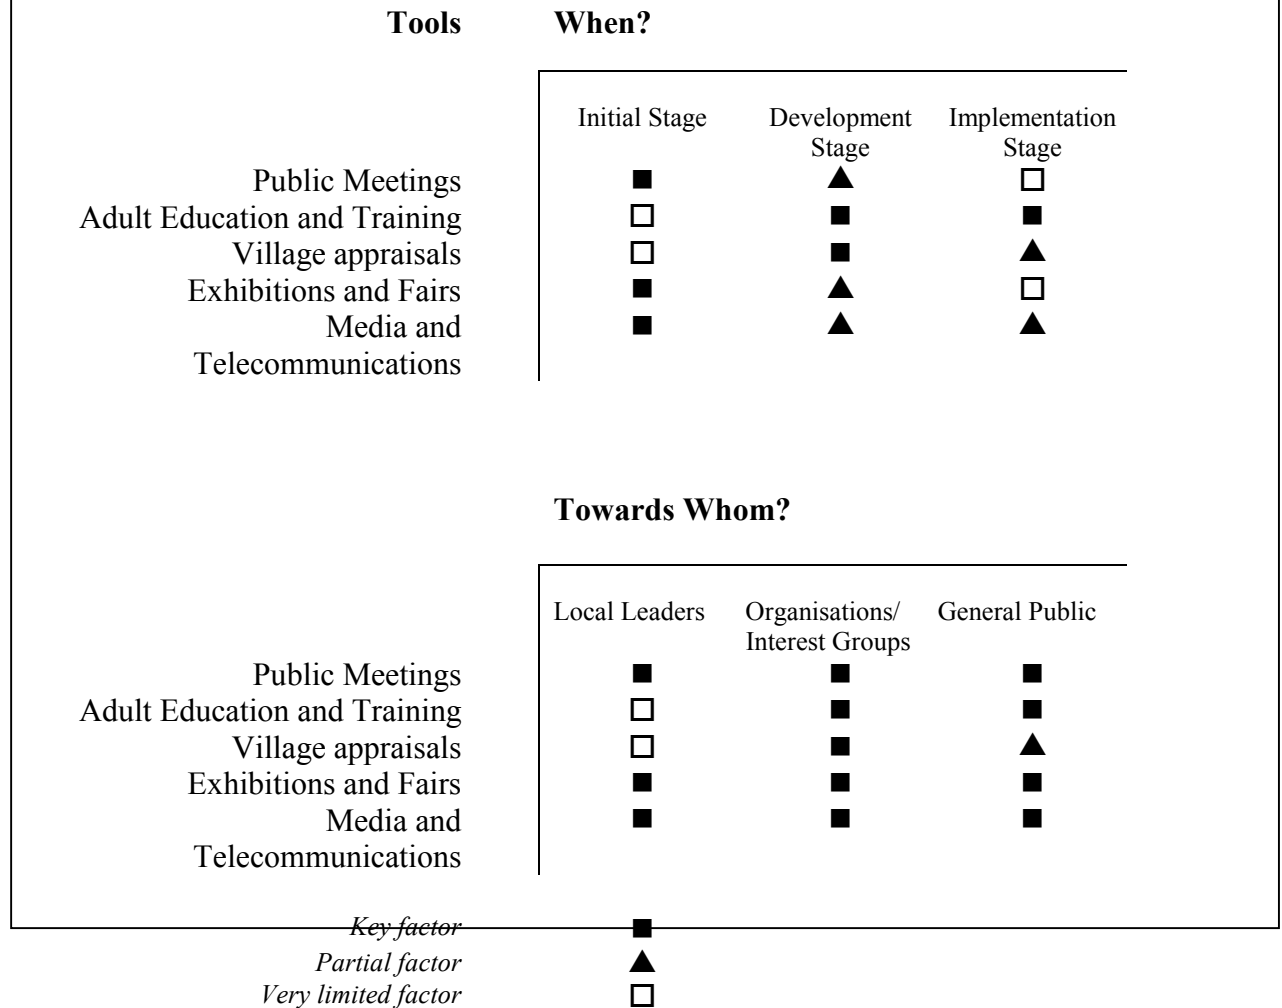 Tools When?
Initial Stage Development Implementation
Stage Stage
Public Meetings ■ ▲ □
Adult Education and Training □ ■ ■
Village appraisals □ ■ ▲
Exhibitions and Fairs ■ ▲ □
Media and ■ ▲ ▲
Telecommunications
Towards Whom?
Local Leaders Organisations/ General Public
Interest Groups
Public Meetings ■ ■ ■
Adult Education and Training □ ■ ■
Village appraisals □ ■ ▲
Exhibitions and Fairs ■ ■ ■
Media and ■ ■ ■
Telecommunications
Key factor ■
Partial factor ▲
Very limited factor □